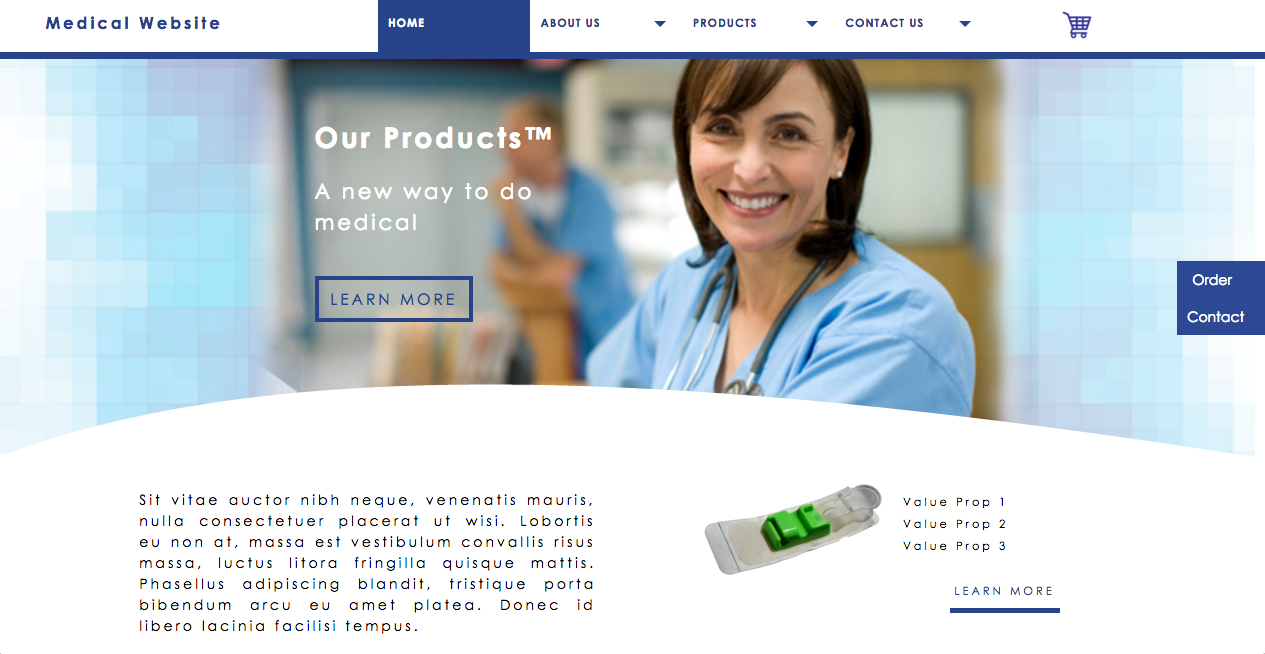 Medical Website
HOME
ABOUT US
PRODUCTS
CONTACT US
Our Products™
A new way to do
medical
LEARN MORE
Order
Contact
Sit vitae auctor nibh neque, venenatis mauris,
nulla consectetuer placerat ut wisi. Lobortis
eu non at, massa est vestibulum convallis risus
massa, luctus litora fringilla quisque mattis.
Phasellus adipiscing blandit, tristique porta
bibendum arcu eu amet platea. Donec id
libero lacinia facilisi tempus.
Value Prop 1
Value Prop 2
Value Prop 3
LEARN MORE